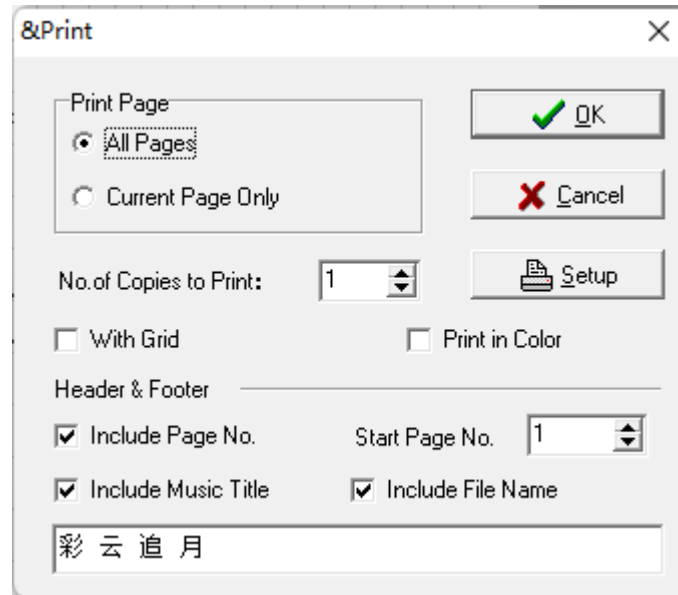 &Print
Print Page
All Pages
Current Page Only
OK
Cancel
No.of Copies to Print: 1
Setup
With Grid
Print in Color
Header & Footer
Include Page No.
Start Page No. 1
Include Music Title
Include File Name
彩 云 追 月